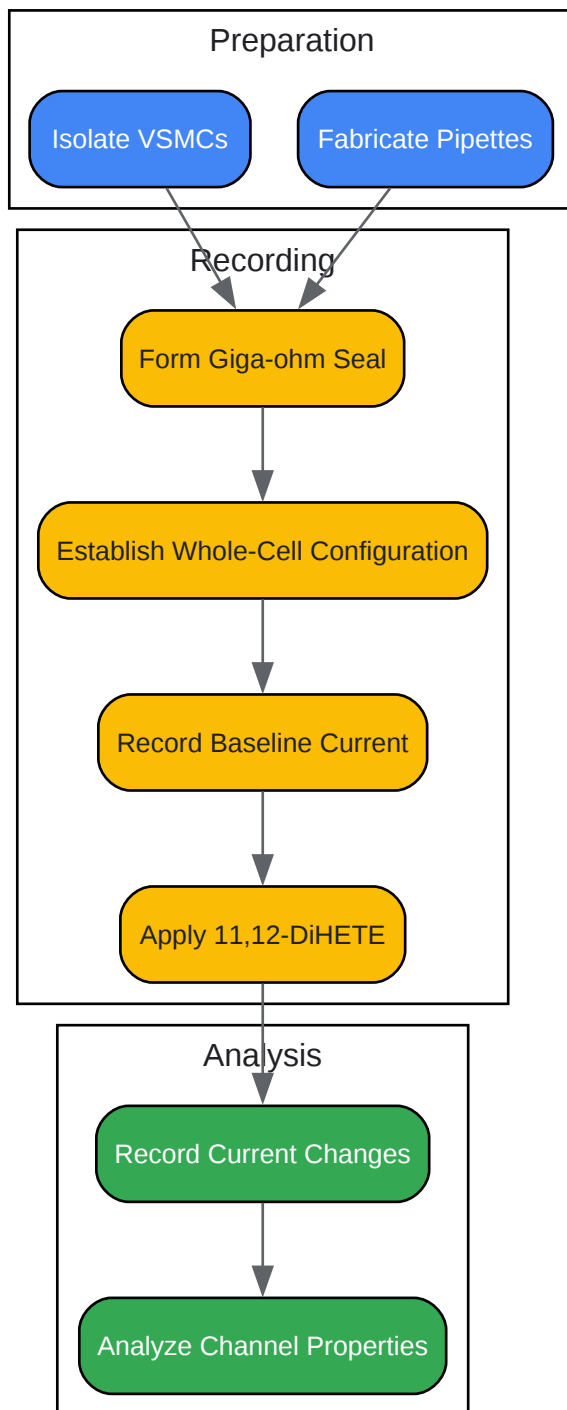 Preparation
Isolate VSMCs
Fabricate Pipettes
Recording
Form Giga-ohm Seal
Establish Whole-Cell Configuration
Record Baseline Current
Apply 11,12-DiHETE
Analysis
Record Current Changes
Analyze Channel Properties